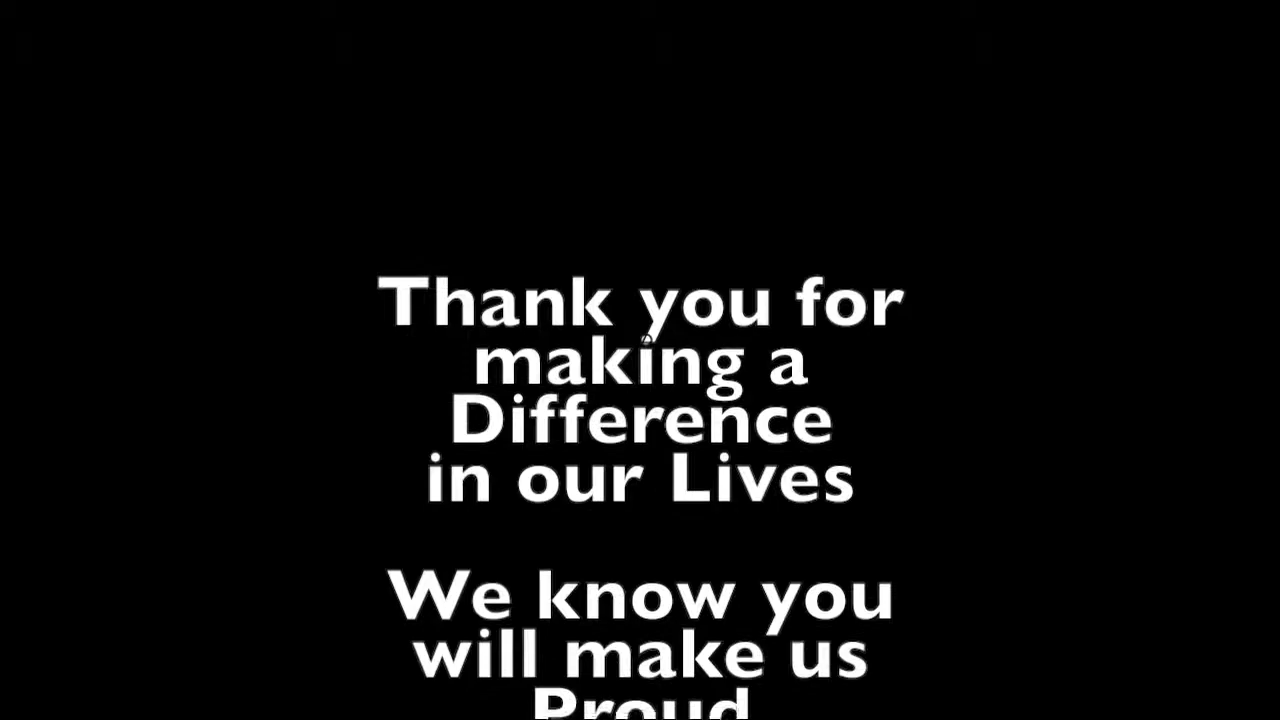 Thank you for
making a
Difference
in our Lives
We know you
will make us
Proud